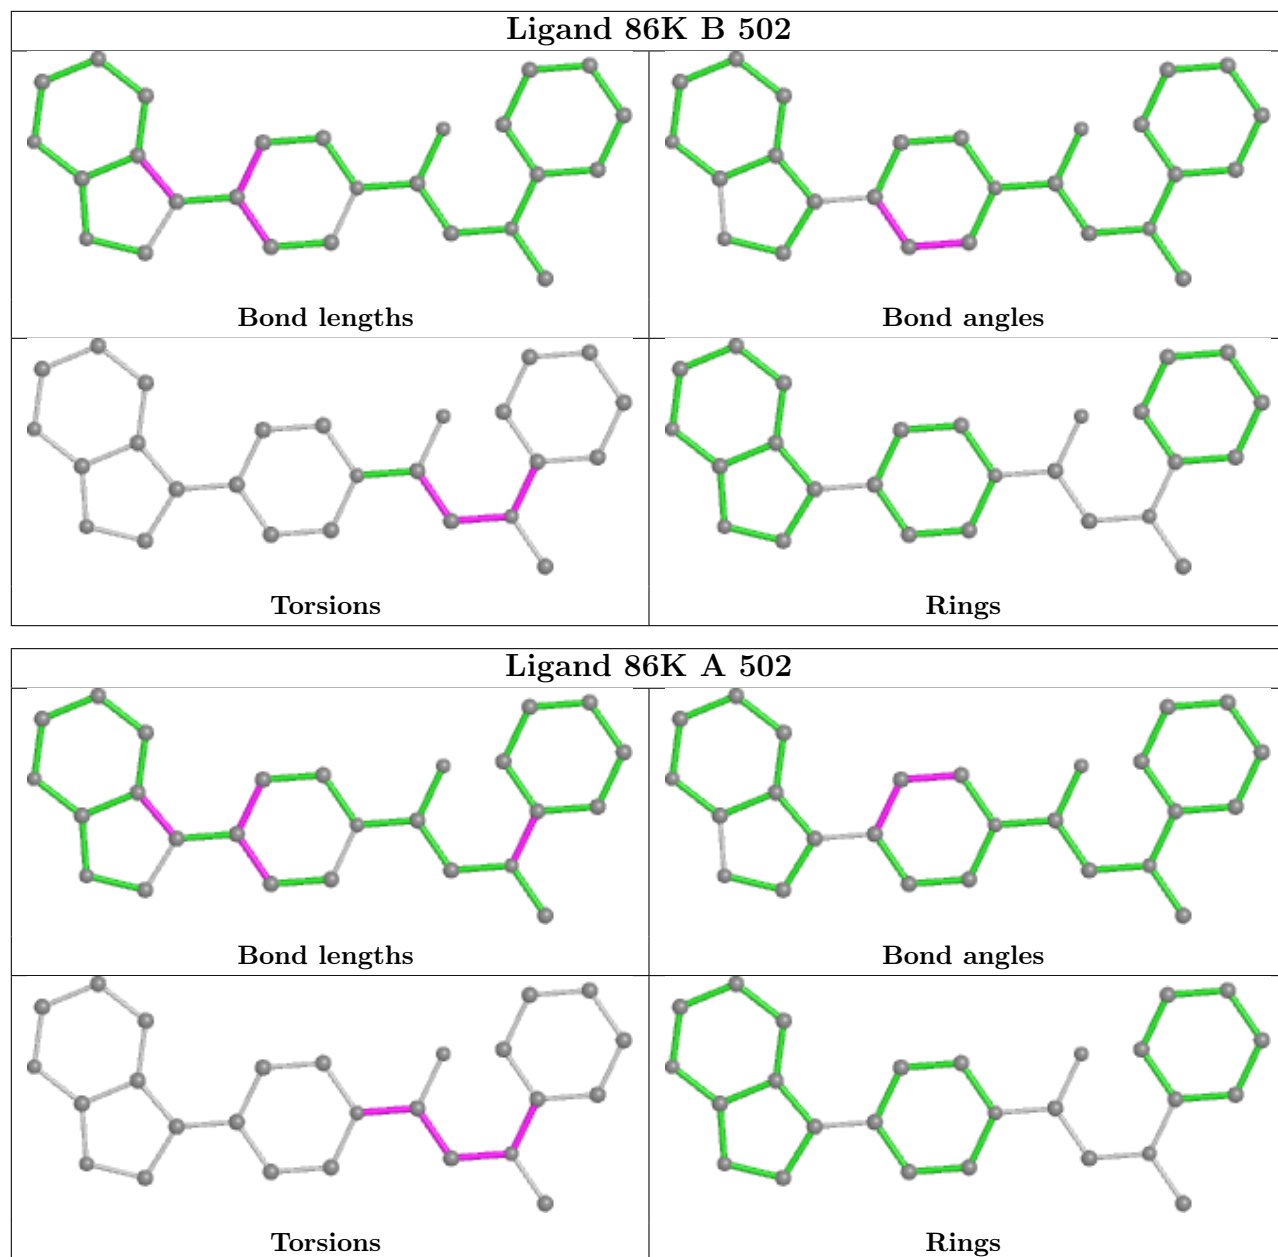 Ligand 86K B 502
Bond lengths
Bond angles
Torsions
Rings
Ligand 86K A 502
Bond lengths
Bond angles
Torsions
Rings